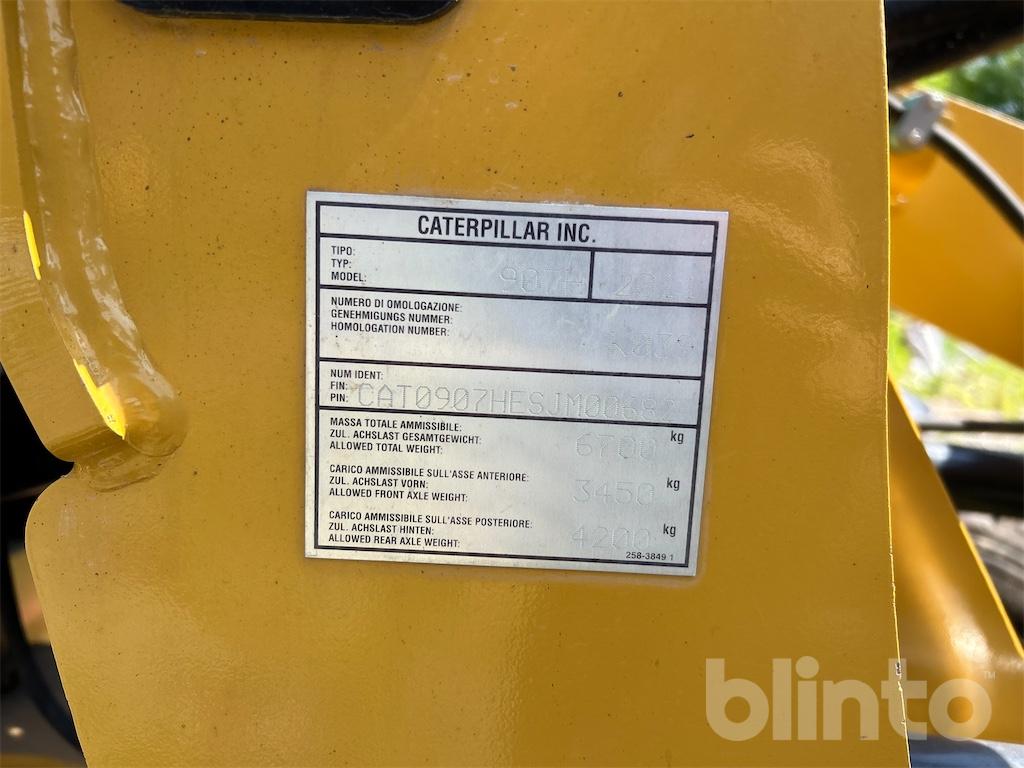 CATERPILLAR INC.
TIPO:
TYP:
MODEL: 907H
NUMERO DI OMOLOGAZIONE:
GENEHMIGUNGS NUMMER:
HOMOLOGATION NUMBER:
NUM IDENT:
FIN:
PIN:
MASSA TOTALE AMMISSIBILE:
ZUL. ACHSLAST GESAMTGEWICHT:
ALLOWED TOTAL WEIGHT: 6700 kg
CARICO AMMISSIBILE SULL'ASSE ANTERIORE:
ZUL. ACHSLAST VORN:
ALLOWED FRONT AXLE WEIGHT: 3450 kg
CARICO AMMISSIBILE SULL'ASSE POSTERIORE:
ZUL. ACHSLAST HINTEN:
ALLOWED REAR AXLE WEIGHT: 4200 kg
258-3849 1
blinto™